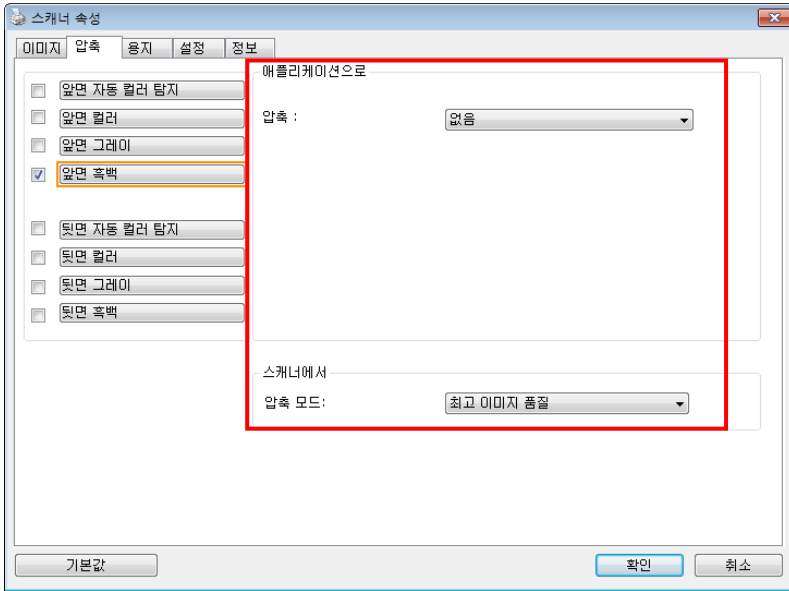 스캐너 속성
이미지 압축 용지 설정 정보
앞면 자동 컬러 탐지
앞면 컬러
앞면 그레이
앞면 흑백
뒷면 자동 컬러 탐지
뒷면 컬러
뒷면 그레이
뒷면 흑백
애플리케이션으로
압축 : 없음
스캐너에서
압축 모드: 최고 이미지 품질
기본값 확인 취소